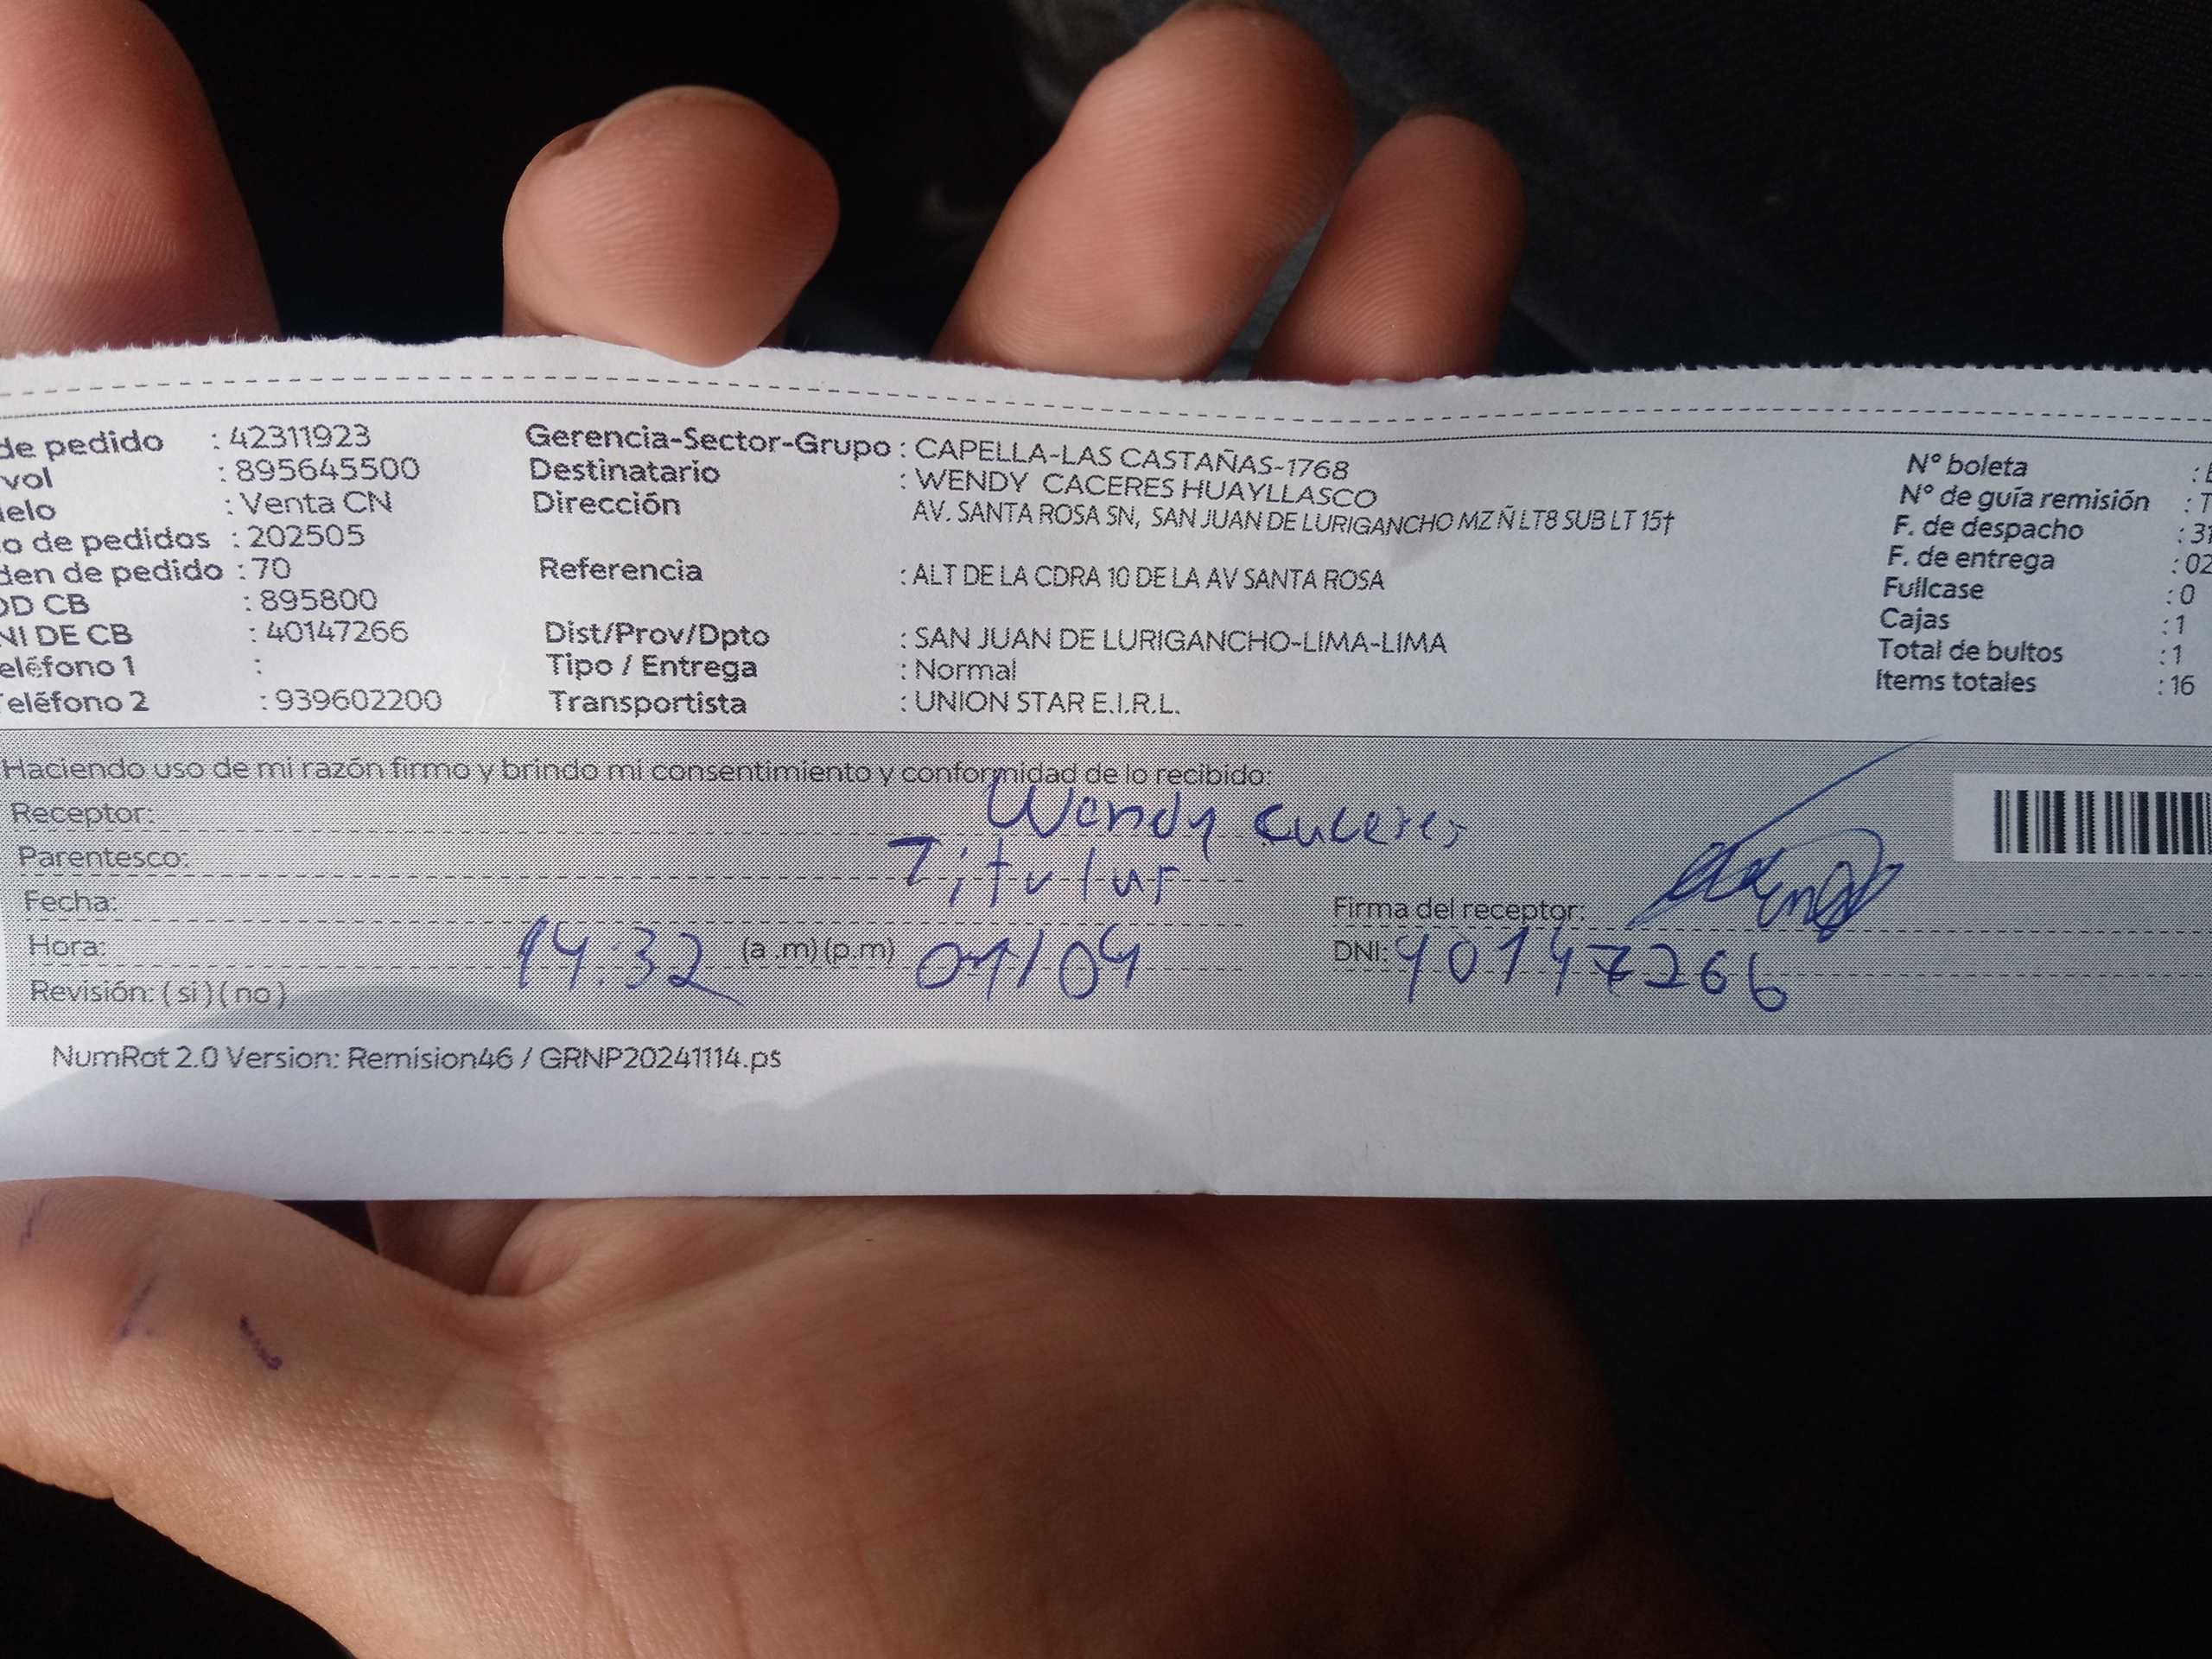 de pedido : 42311923
vol : 895645500
elo : Venta CN
o de pedidos : 202505
den de pedido : 70
OD CB : 895800
NI DE CB : 40147266
eléfono 1 :
Teléfono 2 : 939602200
Gerencia-Sector-Grupo : CAPELLA-LAS CASTAÑAS-1768
Destinatario : WENDY CACERES HUAYLLASCO
Dirección AV. SANTA ROSA SN, SAN JUAN DE LURIGANCHO MZ Ñ LT8 SUB LT 15†
Referencia : ALT DE LA CDRA 10 DE LA AV SANTA ROSA
Dist/Prov/Dpto : SAN JUAN DE LURIGANCHO-LIMA-LIMA
Tipo / Entrega : Normal
Transportista : UNION STAR E.I.R.L.
N° boleta :
N° de guía remisión : T
F. de despacho : 31
F. de entrega : 02
Fullcase : 0
Cajas : 1
Total de bultos : 1
Items totales : 16
Haciendo uso de mi razón firmo y brindo mi consentimiento y conformidad de lo recibido:
Receptor: Wendy Caceres
Parentesco: Titular
Fecha:
Firma del receptor:
Hora: 14:32 (a .m) (p.m) 01/04
DNI: 40147266
Revisión: ( si ) ( no )
NumRot 2.0 Version: Remision46 / GRNP20241114.ps